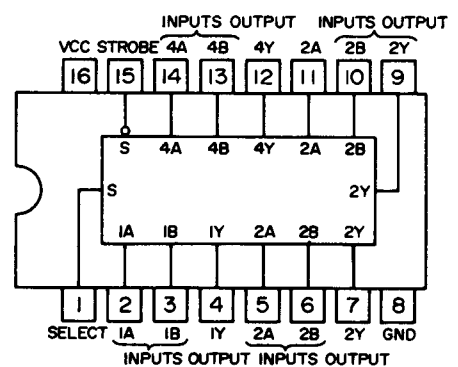 INPUTS OUTPUT INPUTS OUTPUT
VCC STROBE 4A 4B 4Y 2A 2B 2Y
16 15 14 13 12 11 10 9
S 4A 4B 4Y 2A 2B
S 2Y
1A 1B 1Y 2A 2B 2Y
1 2 3 4 5 6 7 8
SELECT 1A 1B 1Y 2A 2B 2Y GND
INPUTS OUTPUT INPUTS OUTPUT